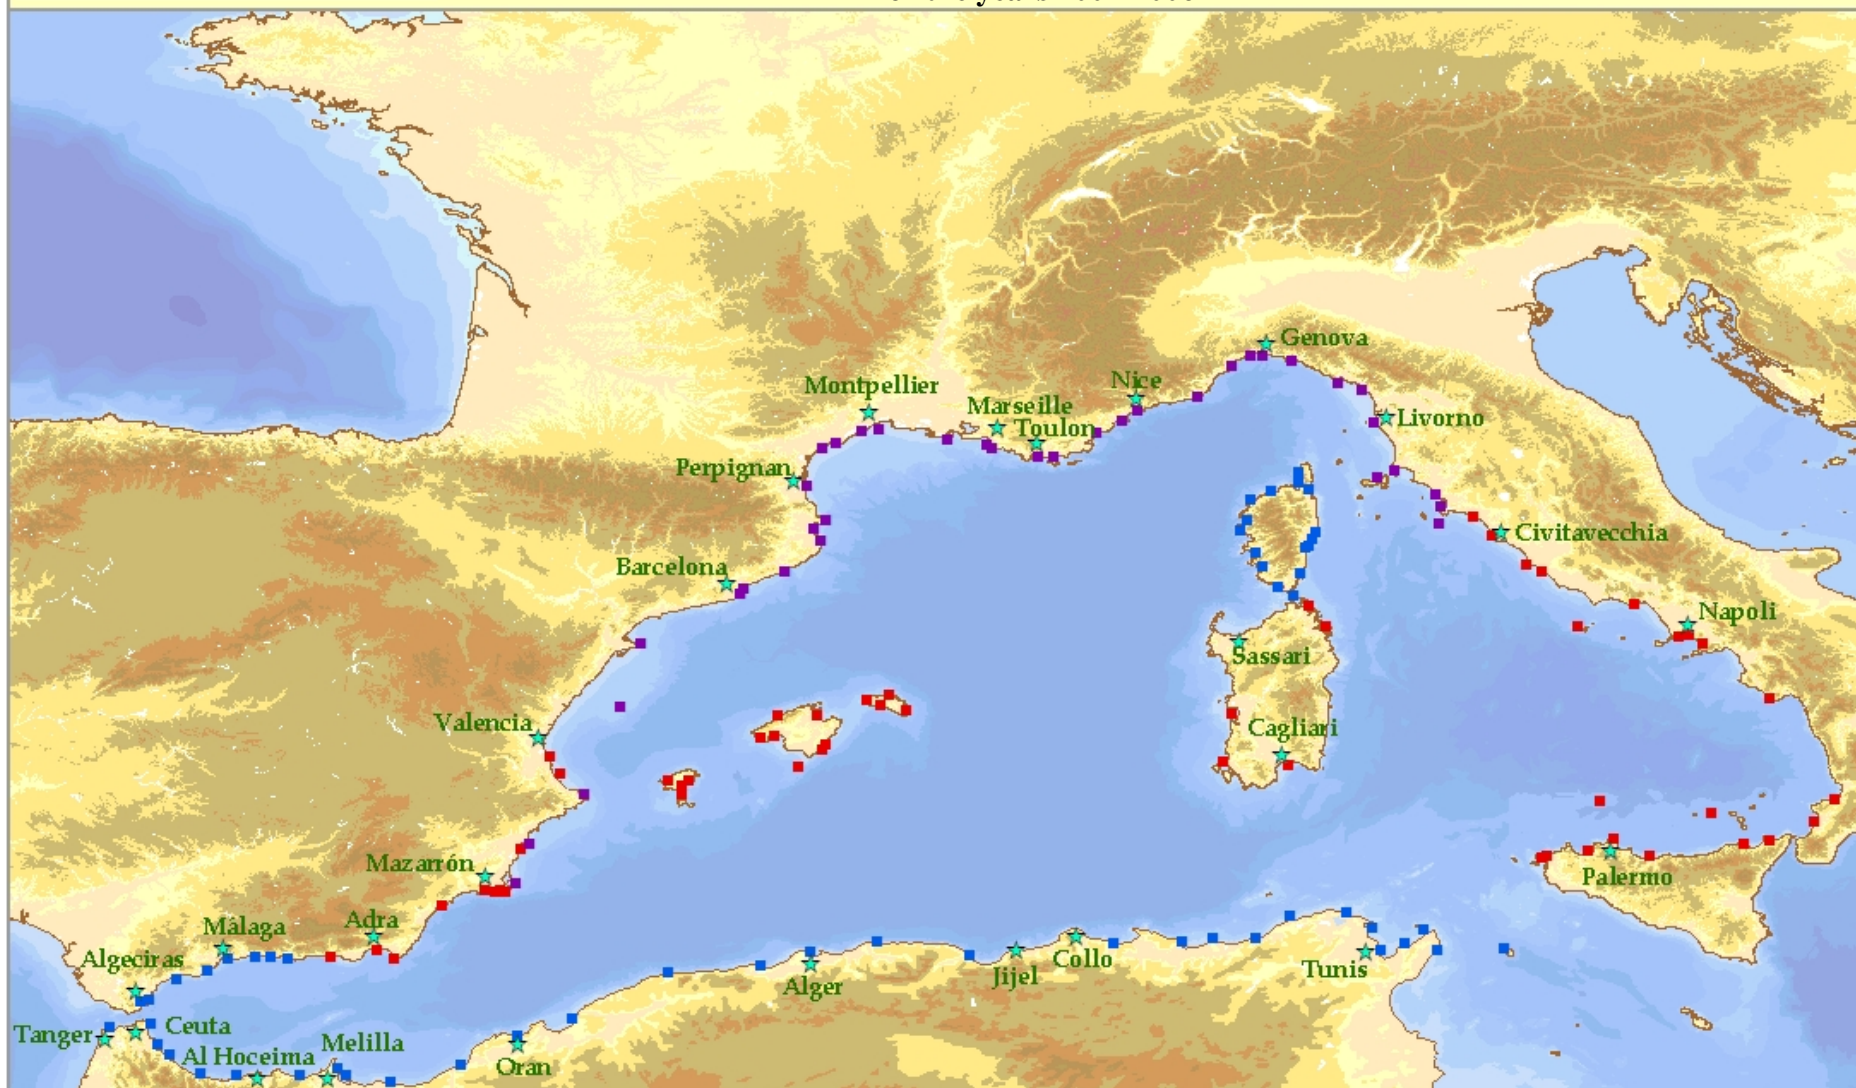 Genova
Nice
Montpellier
Marseille
Livorno
Toulon
Perpignan
Civitavecchia
Barcelona
Napoli
Sassari
Valencia
Cagliari
Mazarrón
Palermo
Adra
Málaga
Algeciras
Collo
Tunis
Jijel
Alger
Ceuta
Tanger
Melilla
Al Hoceima
Oran